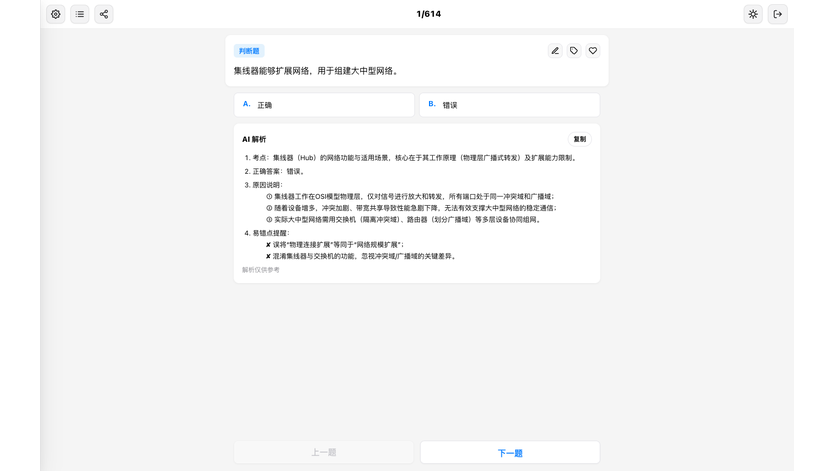 1/614
判断题
集线器能够扩展网络，用于组建大中型网络。
A. 正确
B. 错误
AI 解析
复制
1. 考点：集线器（Hub）的网络功能与适用场景，核心在于其工作原理（物理层广播式转发）及扩展能力限制。
2. 正确答案：错误。
3. 原因说明：
① 集线器工作在OSI模型物理层，仅对信号进行放大和转发，所有端口处于同一冲突域和广播域；
② 随着设备增多，冲突加剧、带宽共享导致性能急剧下降，无法有效支撑大中型网络的稳定通信；
③ 实际大中型网络需用交换机（隔离冲突域）、路由器（划分广播域）等多层设备协同组网。
4. 易错点提醒：
✘ 误将“物理连接扩展”等同于“网络规模扩展”；
✘ 混淆集线器与交换机的功能，忽视冲突域/广播域的关键差异。
解析仅供参考
上一题
下一题